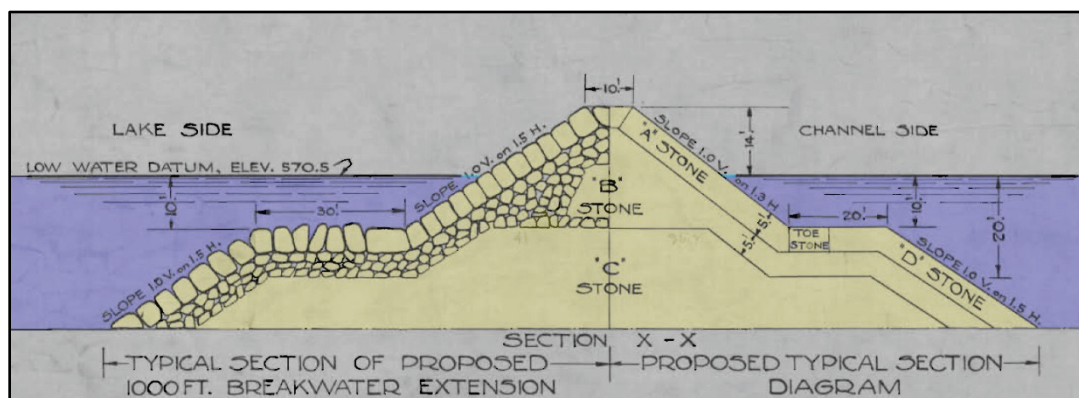 10'
LAKE SIDE
CHANNEL SIDE
14'
LOW WATER DATUM, ELEV. 570.5
SLOPE 1.0 V. on 1.5 H.
"A" STONE
SLOPE 1.0 V. on 1.3 H
10'
30'
"B"
STONE
20'
10'
20'
5'
5'
TOE
STONE
SLOPE 1.0 V. on 1.5 H.
"C"
STONE
"D" STONE
SLOPE 1.0 V. on 1.5 H.
SECTION X - X
TYPICAL SECTION OF PROPOSED
1000 FT. BREAKWATER EXTENSION
PROPOSED TYPICAL SECTION
DIAGRAM